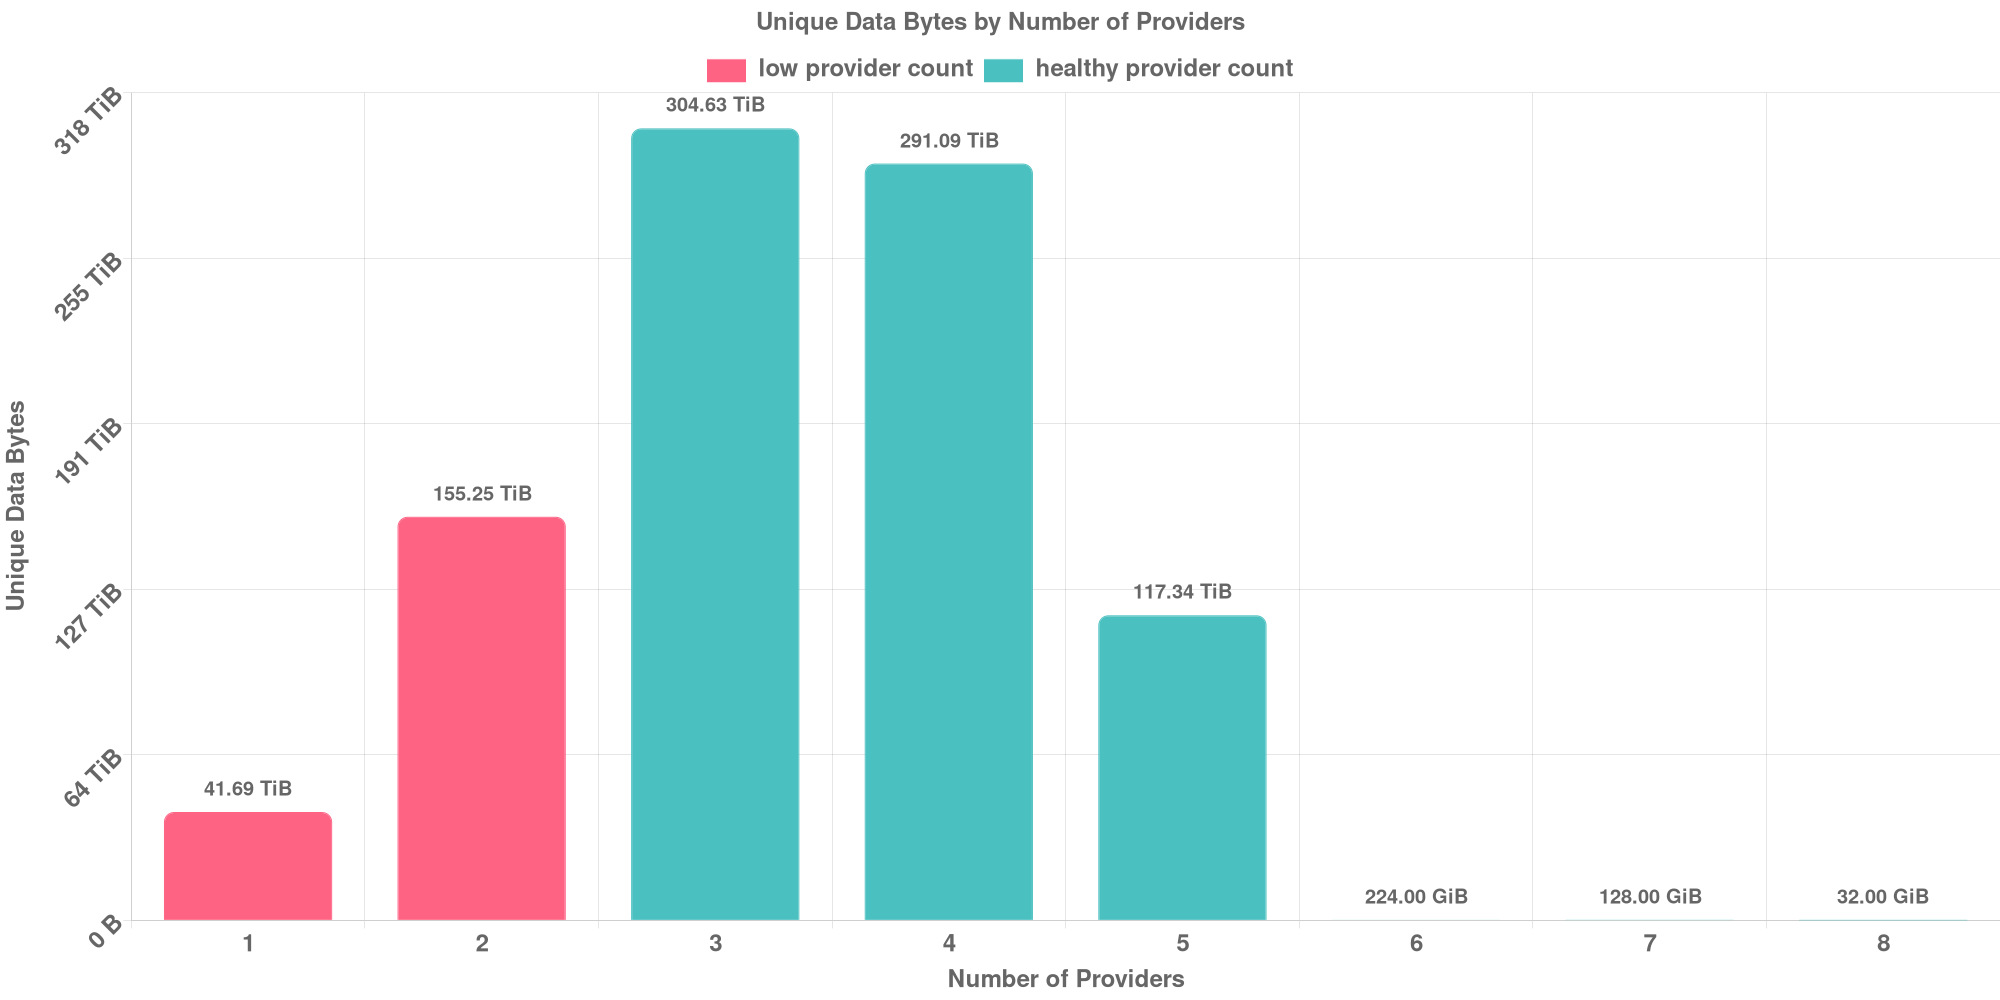 Unique Data Bytes by Number of Providers
low provider count healthy provider count
318 TiB
255 TiB
191 TiB
127 TiB
64 TiB
0 B
Unique Data Bytes
41.69 TiB
155.25 TiB
304.63 TiB
291.09 TiB
117.34 TiB
224.00 GiB
128.00 GiB
32.00 GiB
1 2 3 4 5 6 7 8
Number of Providers